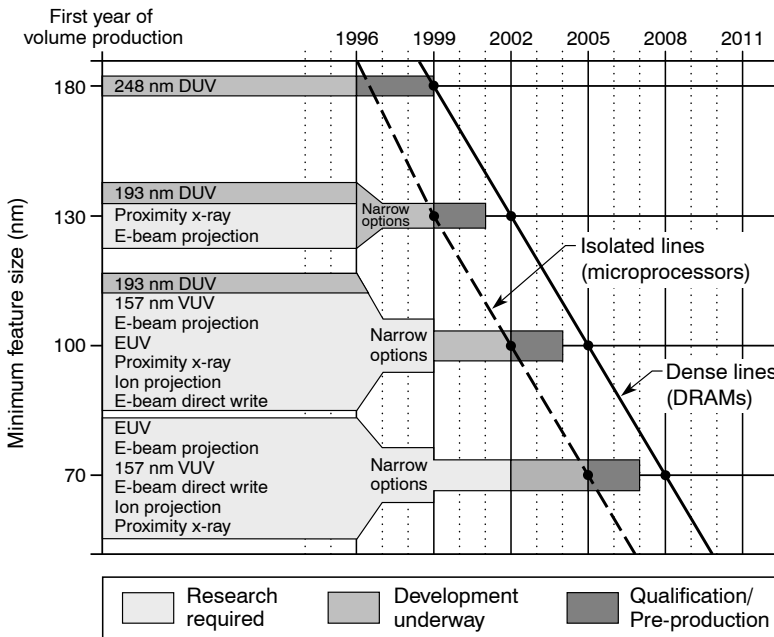 First year of
volume production
1996 1999 2002 2005 2008 2011
Minimum feature size (nm)
180
248 nm DUV
130
193 nm DUV
Proximity x-ray
E-beam projection
Narrow
options
Isolated lines
(microprocessors)
100
193 nm DUV
157 nm VUV
E-beam projection
EUV
Proximity x-ray
Ion projection
E-beam direct write
Narrow
options
Dense lines
(DRAMs)
70
EUV
E-beam projection
157 nm VUV
E-beam direct write
Ion projection
Proximity x-ray
Narrow
options
Research
required
Development
underway
Qualification/
Pre-production